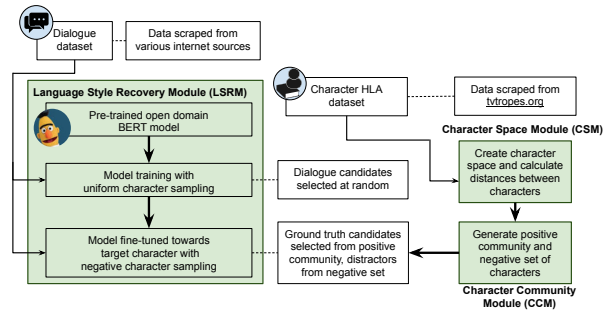 Dialogue
dataset
Data scraped from
various internet sources
Language Style Recovery Module (LSRM)
Pre-trained open domain
BERT model
Model training with
uniform character sampling
Model fine-tuned towards
target character with
negative character sampling
Character HLA
dataset
Data scraped from
tvtropes.org
Dialogue candidates
selected at random
Ground truth candidates
selected from positive
community, distractors
from negative set
Character Space Module (CSM)
Create character
space and calculate
distances between
characters
Generate positive
community and
negative set of
characters
Character Community
Module (CCM)